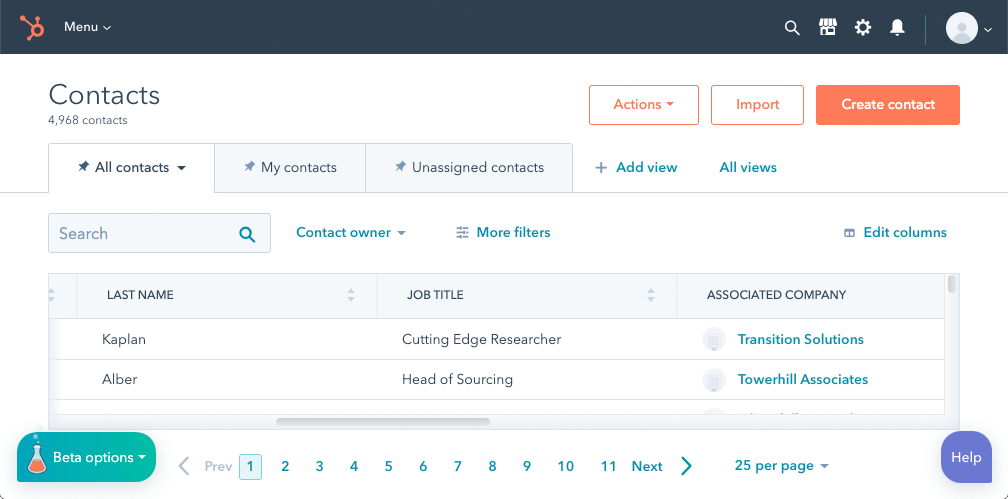 Menu
Contacts
4,968 contacts
Actions
Import
Create contact
All contacts
My contacts
Unassigned contacts
Add view
All views
Search
Contact owner
More filters
Edit columns
LAST NAME
JOB TITLE
ASSOCIATED COMPANY
Kaplan
Cutting Edge Researcher
Transition Solutions
Alber
Head of Sourcing
Towerhill Associates
Beta options
Prev
1
2
3
4
5
6
7
8
9
10
11
Next
25 per page
Help